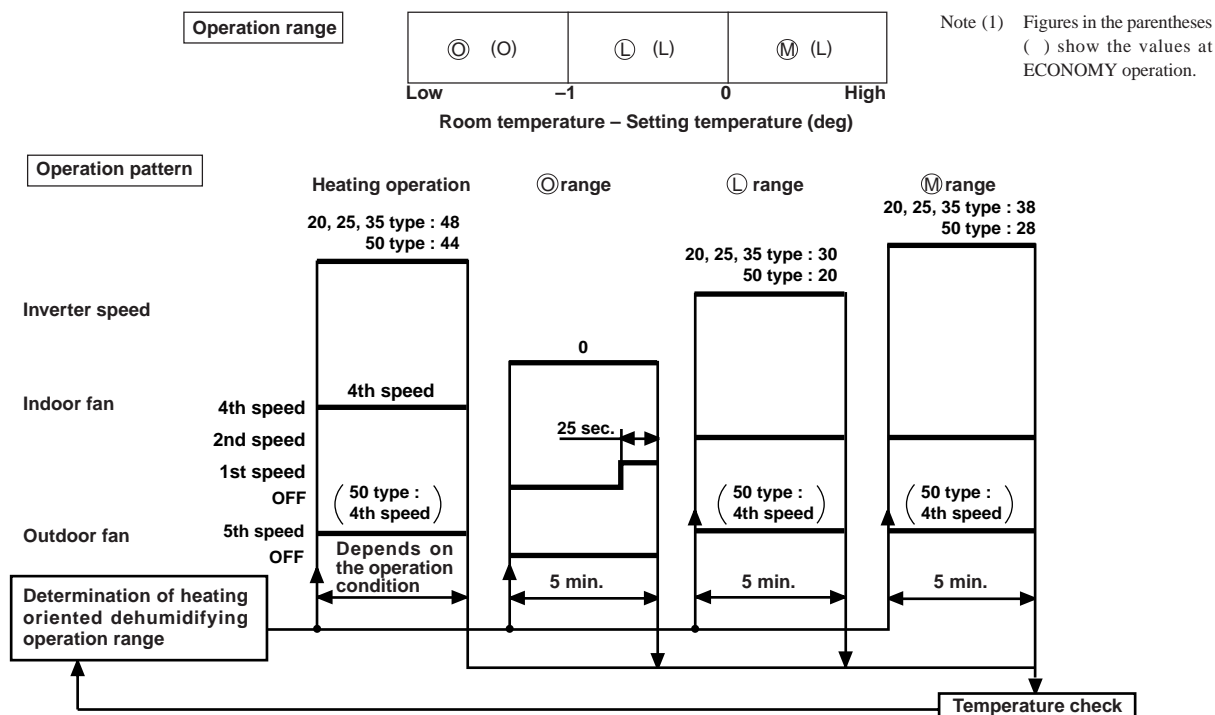 Operation range
Ⓞ (O)
Ⓛ (L)
Ⓜ (L)
Low
–1
0
High
Room temperature – Setting temperature (deg)
Note (1) Figures in the parentheses
( ) show the values at
ECONOMY operation.
Operation pattern
Heating operation
Ⓞ range
Ⓛ range
Ⓜ range
20, 25, 35 type : 48
50 type : 44
20, 25, 35 type : 30
50 type : 20
20, 25, 35 type : 38
50 type : 28
Inverter speed
0
Indoor fan
4th speed
4th speed
2nd speed
1st speed
OFF
25 sec.
Outdoor fan
5th speed
OFF
(50 type :
4th speed)
(50 type :
4th speed)
(50 type :
4th speed)
Depends on
the operation
condition
5 min.
5 min.
5 min.
Determination of heating
oriented dehumidifying
operation range
Temperature check